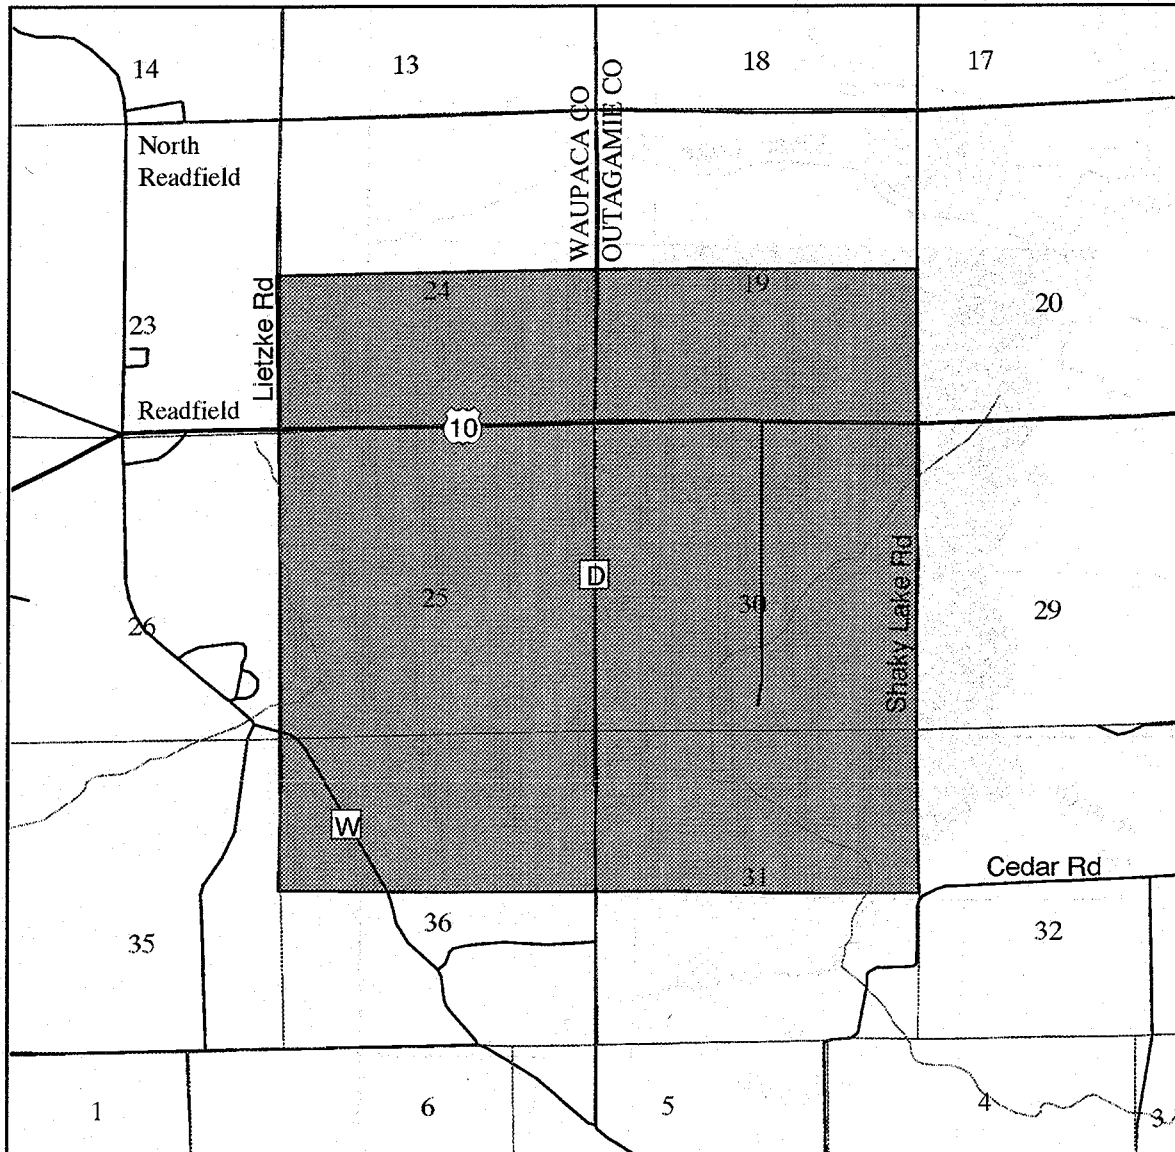 14
13
18
17
WAUPACA CO
OUTAGAMIE CO
North
Readfield
24
19
20
23
Lietzke Rd
Readfield
10
D
25
30
29
26
Shaky Lake Rd
W
31
Cedar Rd
36
35
32
1
6
5
4
3